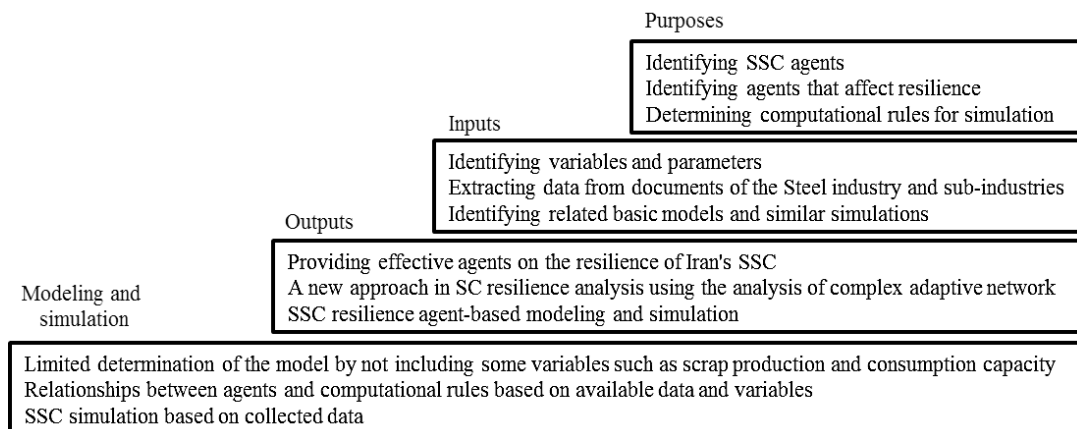 Purposes
Identifying SSC agents
Identifying agents that affect resilience
Determining computational rules for simulation
Inputs
Identifying variables and parameters
Extracting data from documents of the Steel industry and sub-industries
Identifying related basic models and similar simulations
Outputs
Providing effective agents on the resilience of Iran's SSC
A new approach in SC resilience analysis using the analysis of complex adaptive network
SSC resilience agent-based modeling and simulation
Modeling and
simulation
Limited determination of the model by not including some variables such as scrap production and consumption capacity
Relationships between agents and computational rules based on available data and variables
SSC simulation based on collected data